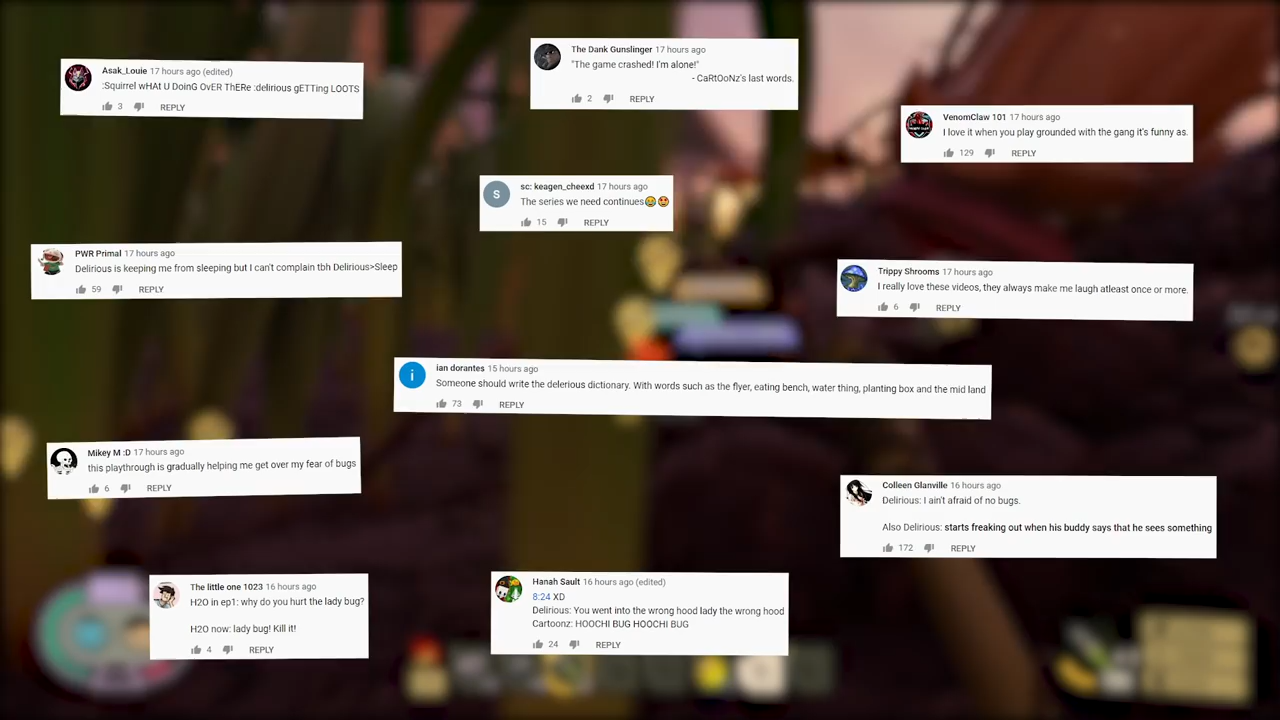 The Dank Gunslinger 17 hours ago
"The game crashed! I'm alone!"
- CaRtOoNz's last words.
2 REPLY
Asak_Louie 17 hours ago (edited)
:Squirrel wHAt U DoinG OvER ThERe :delirious gETTing LOOTS
3 REPLY
VenomClaw 101 17 hours ago
I love it when you play grounded with the gang it's funny as.
129 REPLY
S
sc: keagen_cheexd 17 hours ago
The series we need continues😂🤩
15 REPLY
PWR Primal 17 hours ago
Delirious is keeping me from sleeping but I can't complain tbh Delirious>Sleep
59 REPLY
Trippy Shrooms 17 hours ago
I really love these videos, they always make me laugh atleast once or more.
6 REPLY
i
ian dorantes 15 hours ago
Someone should write the delerious dictionary. With words such as the flyer, eating bench, water thing, planting box and the mid land
73 REPLY
Mikey M :D 17 hours ago
this playthrough is gradually helping me get over my fear of bugs
6 REPLY
Colleen Glanville 16 hours ago
Delirious: I ain't afraid of no bugs.
Also Delirious: starts freaking out when his buddy says that he sees something
172 REPLY
The little one 1023 16 hours ago
H2O in ep1: why do you hurt the lady bug?
H2O now: lady bug! Kill it!
4 REPLY
Hanah Sault 16 hours ago (edited)
8:24 XD
Delirious: You went into the wrong hood lady the wrong hood
Cartoonz: HOOCHI BUG HOOCHI BUG
24 REPLY